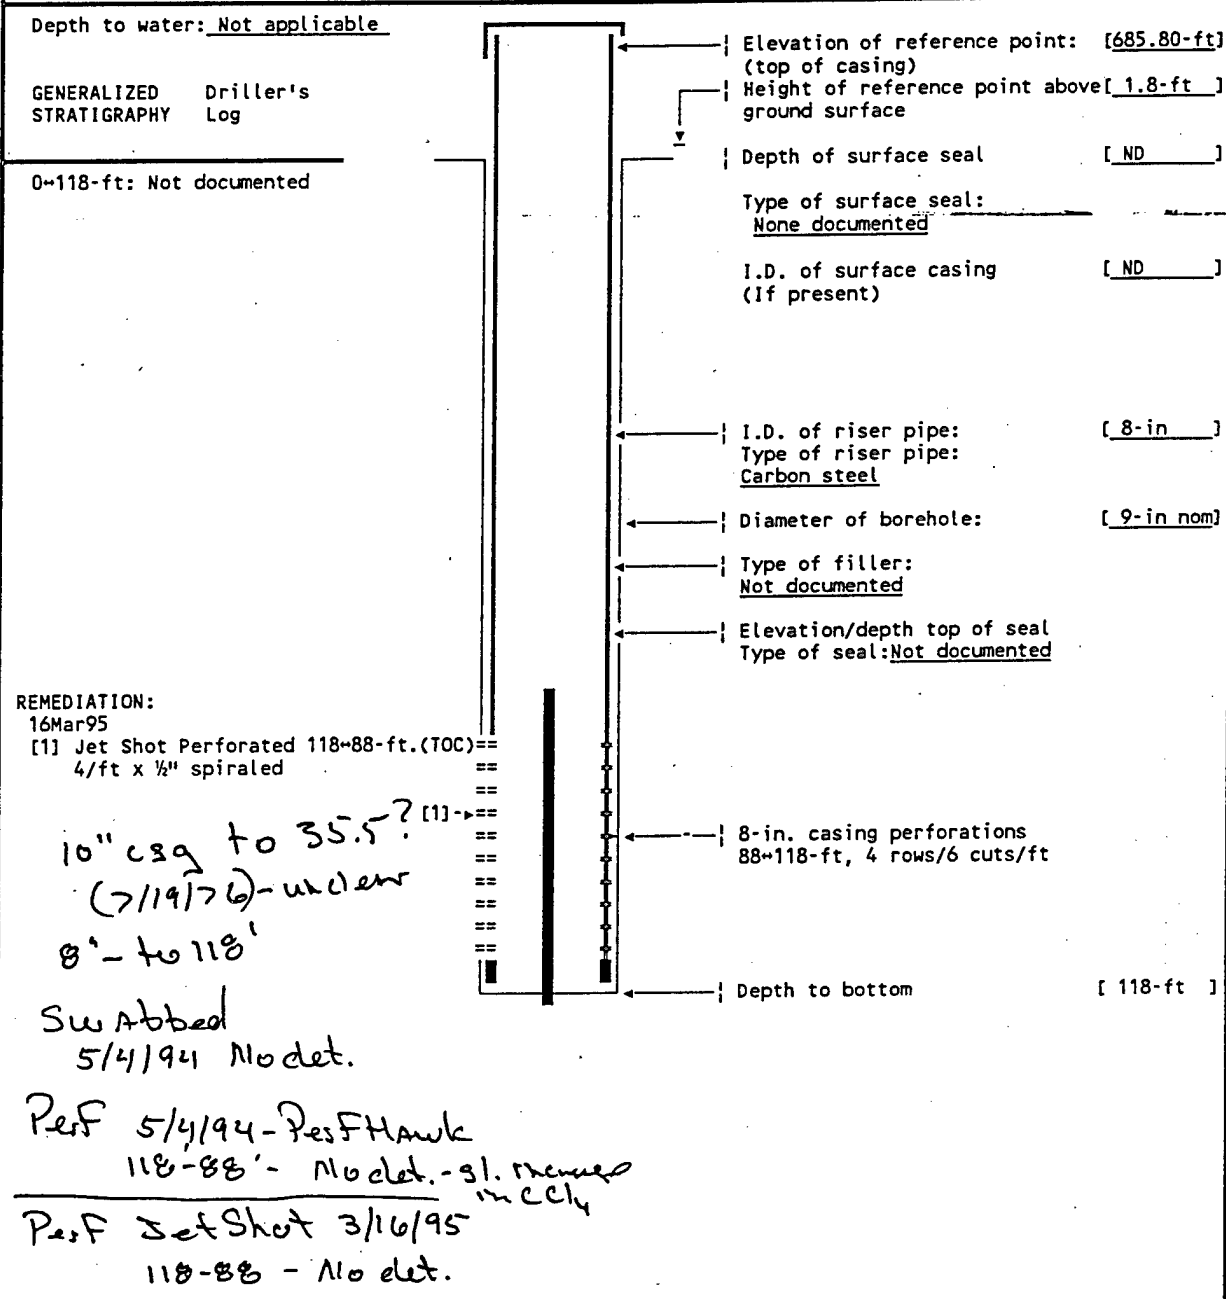 Depth to water: Not applicable
GENERALIZED Driller's
STRATIGRAPHY Log
0↔118-ft: Not documented
Elevation of reference point: [685.80-ft]
(top of casing)
Height of reference point above[ 1.8-ft ]
ground surface
Depth of surface seal [ ND ]
Type of surface seal:
None documented
I.D. of surface casing [ ND ]
(If present)
I.D. of riser pipe: [ 8-in ]
Type of riser pipe:
Carbon steel
Diameter of borehole: [ 9-in nom]
Type of filler:
Not documented
Elevation/depth top of seal
Type of seal:Not documented
REMEDIATION:
16Mar95
[1] Jet Shot Perforated 118↔88-ft.(TOC)
4/ft x ½" spiraled
[1]
8-in. casing perforations
88↔118-ft, 4 rows/6 cuts/ft
Depth to bottom [ 118-ft ]
10" csg to 35.5?
(7/19/76)-unclear
8"- to 118'
Swabbed
5/4/94 No det.
Perf 5/4/94-Perf Hawk
118'-88'- No det.-sl. increase
in CCl4
Perf Jet Shot 3/16/95
118-88 - No det.